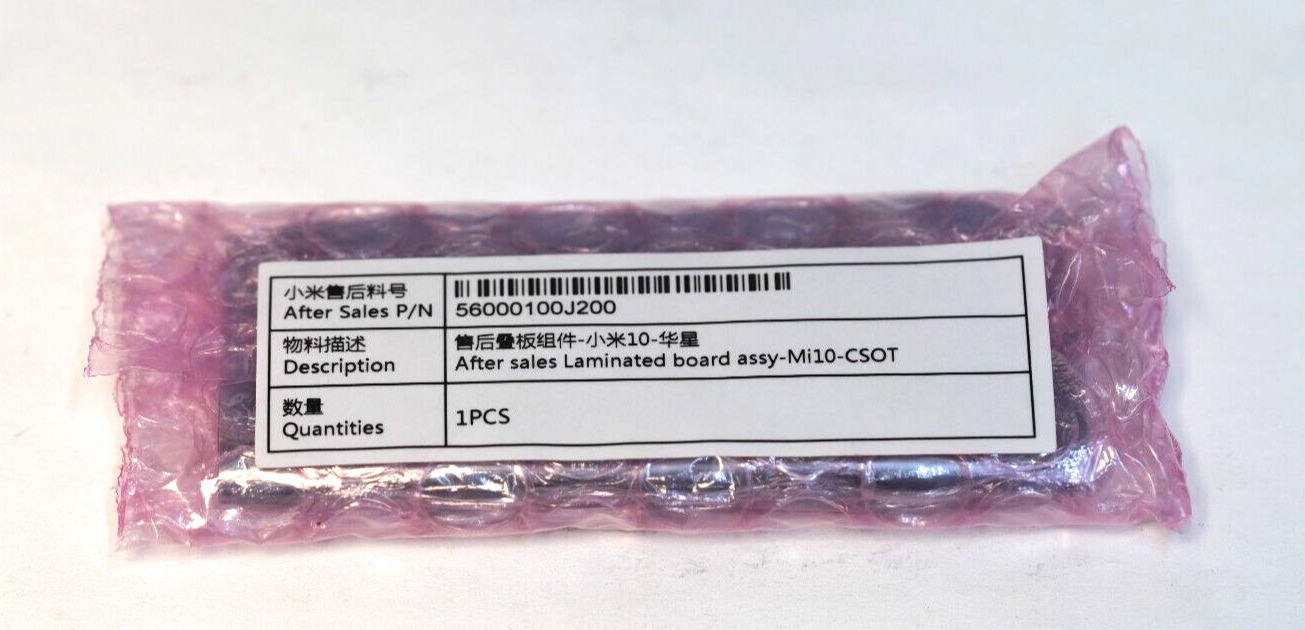 小米售后料号
After Sales P/N
56000100J200
物料描述
Description
售后叠板组件-小米10-华星
After sales Laminated board assy-Mi10-CSOT
数量
Quantities
1PCS